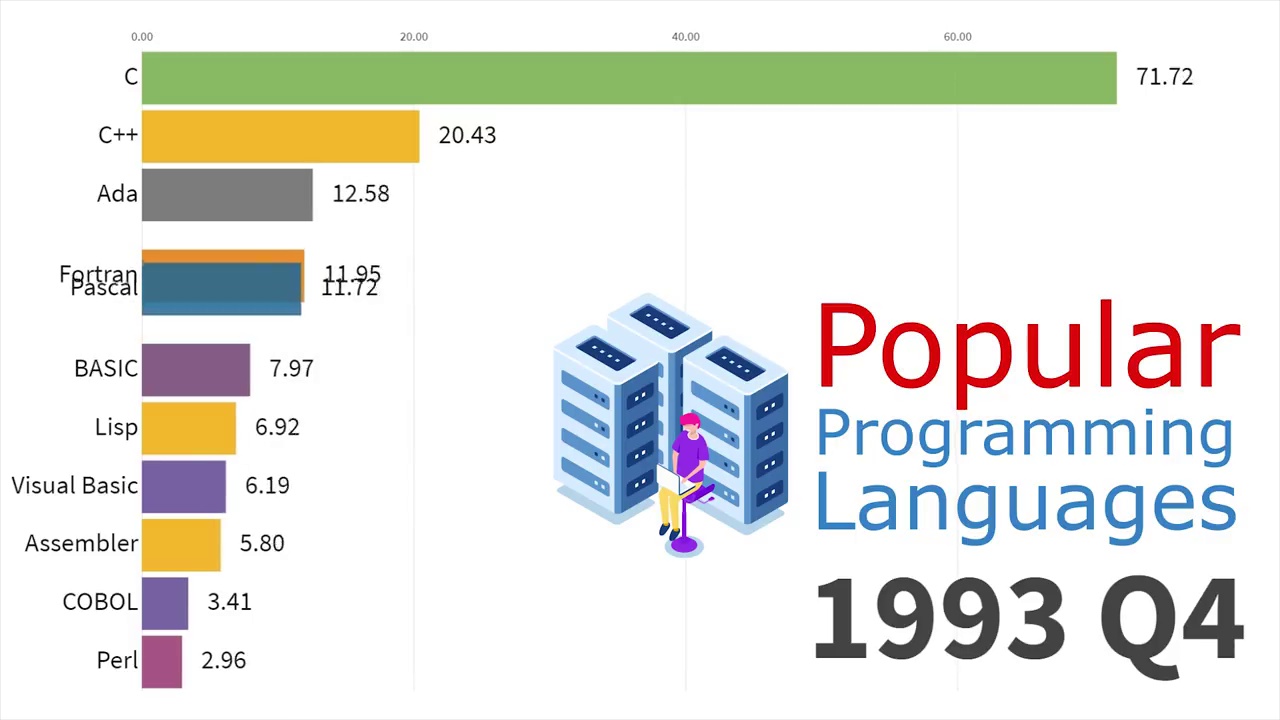 0.00 20.00 40.00 60.00
C 71.72
C++ 20.43
Ada 12.58
Fortran 11.95
Pascal 11.72
BASIC 7.97
Lisp 6.92
Visual Basic 6.19
Assembler 5.80
COBOL 3.41
Perl 2.96
Popular
Programming
Languages
1993 Q4